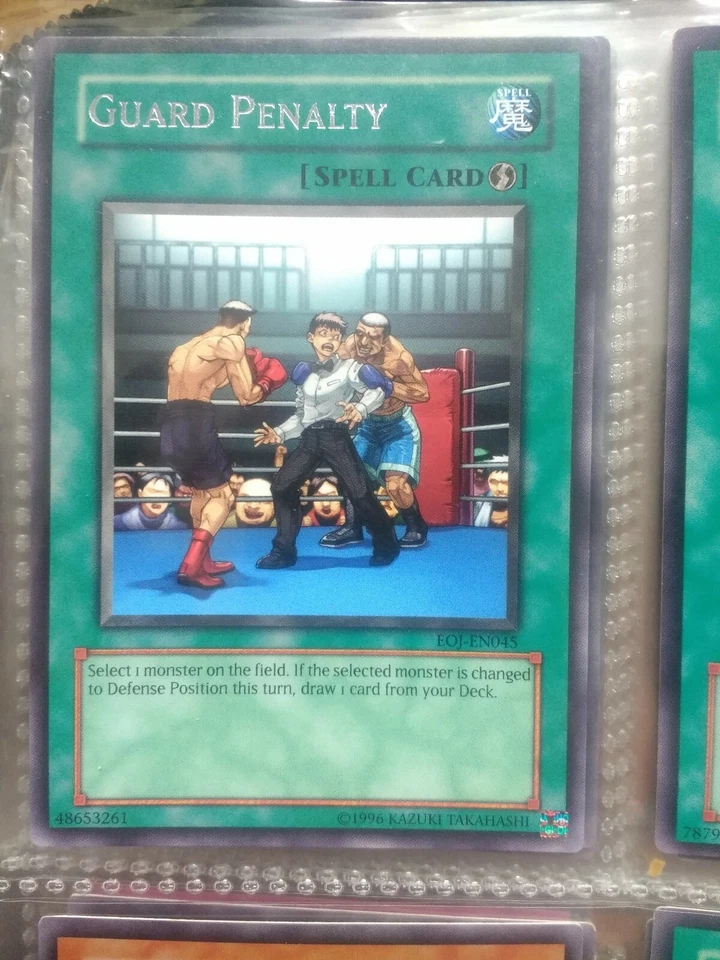 GUARD PENALTY
SPELL
魔
[SPELL CARD]
EOJ-EN045
Select 1 monster on the field. If the selected monster is changed
to Defense Position this turn, draw 1 card from your Deck.
48653261
©1996 KAZUKI TAKAHASHI
7879